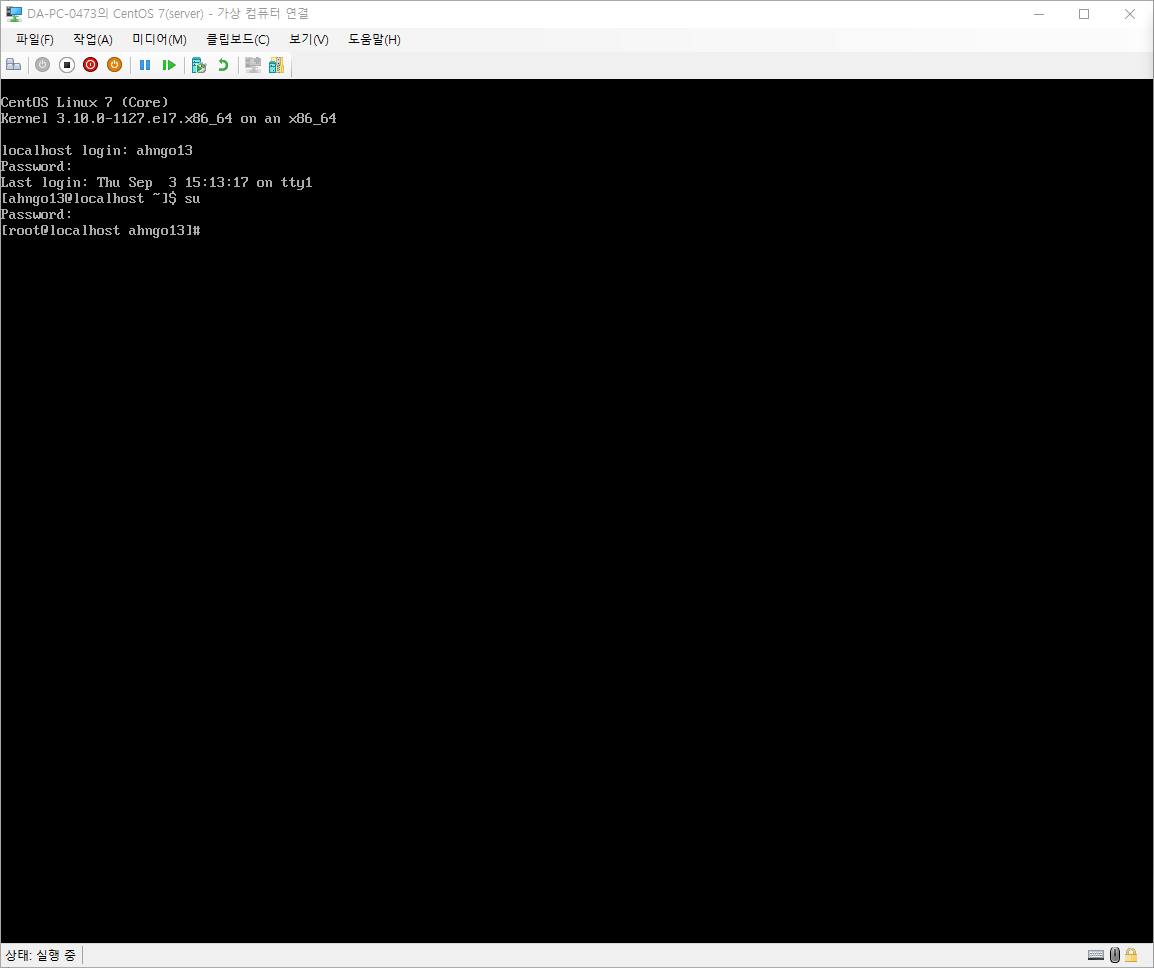 DA-PC-0473의 CentOS 7(server) - 가상 컴퓨터 연결
파일(F) 작업(A) 미디어(M) 클립보드(C) 보기(V) 도움말(H)
CentOS Linux 7 (Core)
Kernel 3.10.0-1127.el7.x86_64 on an x86_64
localhost login: ahngo13
Password:
Last login: Thu Sep  3 15:13:17 on tty1
[ahngo13@localhost ~]$ su
Password:
[root@localhost ahngo13]#
상태: 실행 중